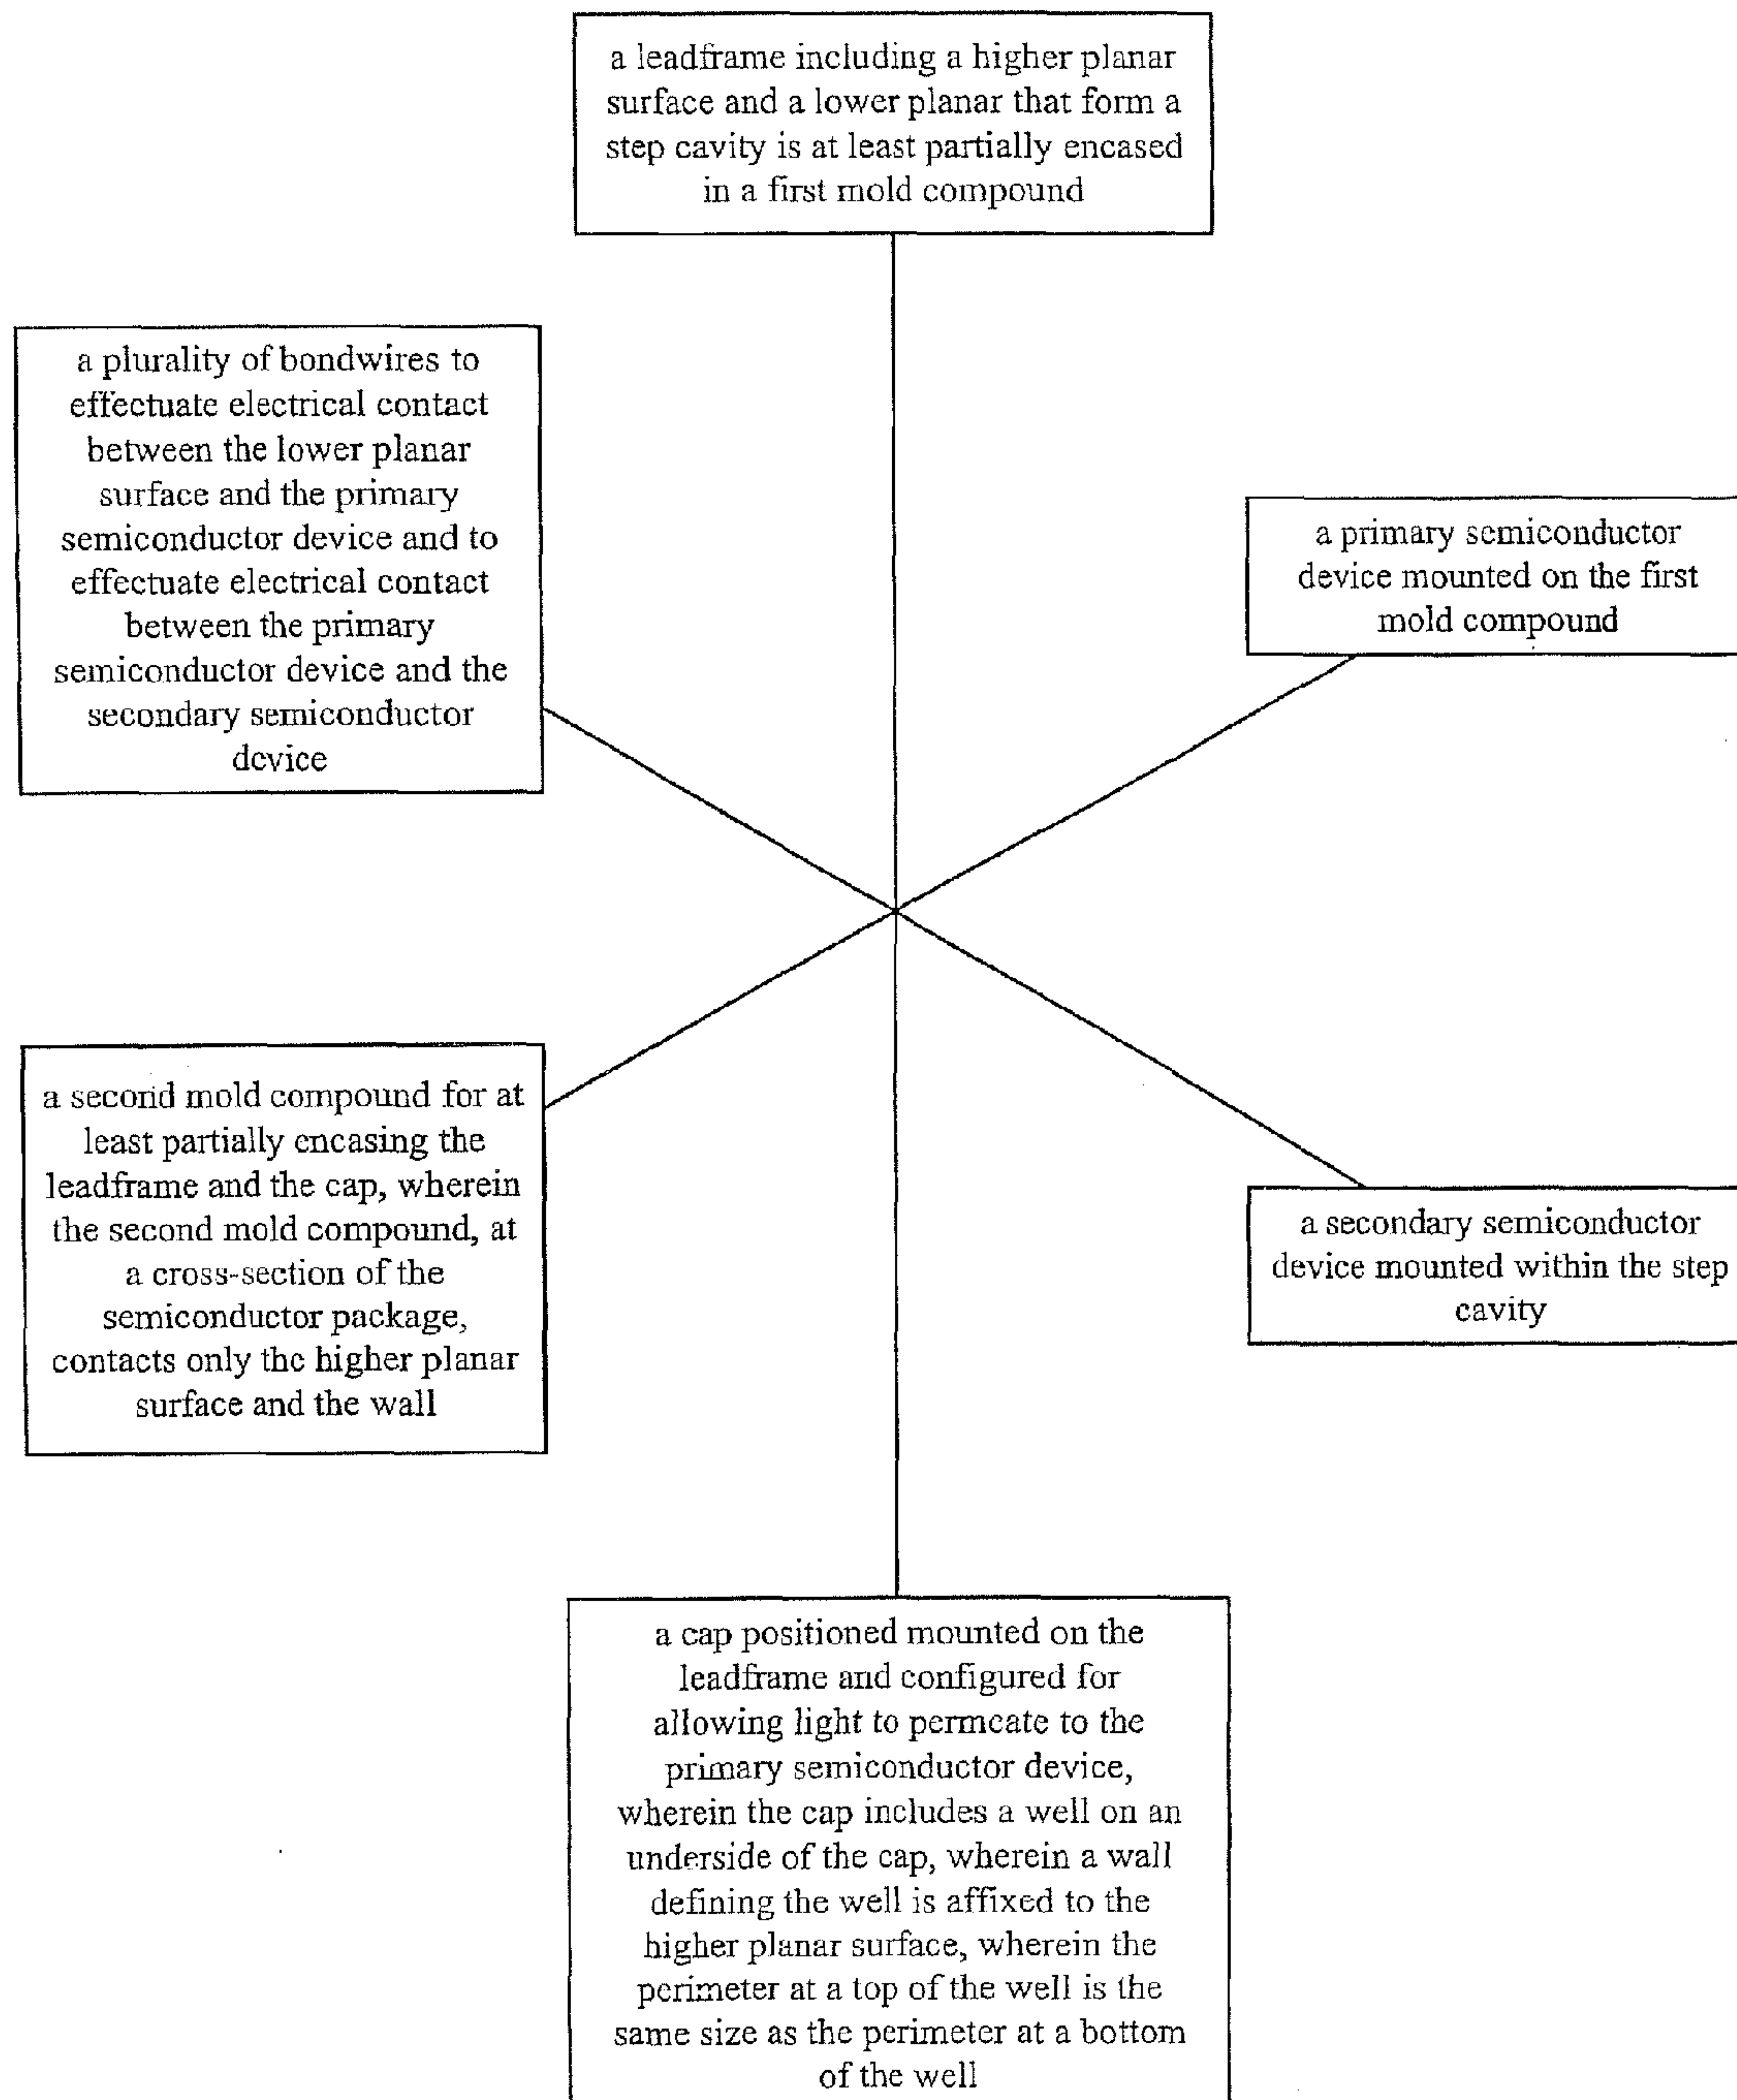 a leadframe including a higher planar
surface and a lower planar that form a
step cavity is at least partially encased
in a first mold compound
a plurality of bondwires to
effectuate electrical contact
between the lower planar
surface and the primary
semiconductor device and to
effectuate electrical contact
between the primary
semiconductor device and the
secondary semiconductor
device
a primary semiconductor
device mounted on the first
mold compound
a second mold compound for at
least partially encasing the
leadframe and the cap, wherein
the second mold compound, at
a cross-section of the
semiconductor package,
contacts only the higher planar
surface and the wall
a secondary semiconductor
device mounted within the step
cavity
a cap positioned mounted on the
leadframe and configured for
allowing light to permeate to the
primary semiconductor device,
wherein the cap includes a well on an
underside of the cap, wherein a wall
defining the well is affixed to the
higher planar surface, wherein the
perimeter at a top of the well is the
same size as the perimeter at a bottom
of the well